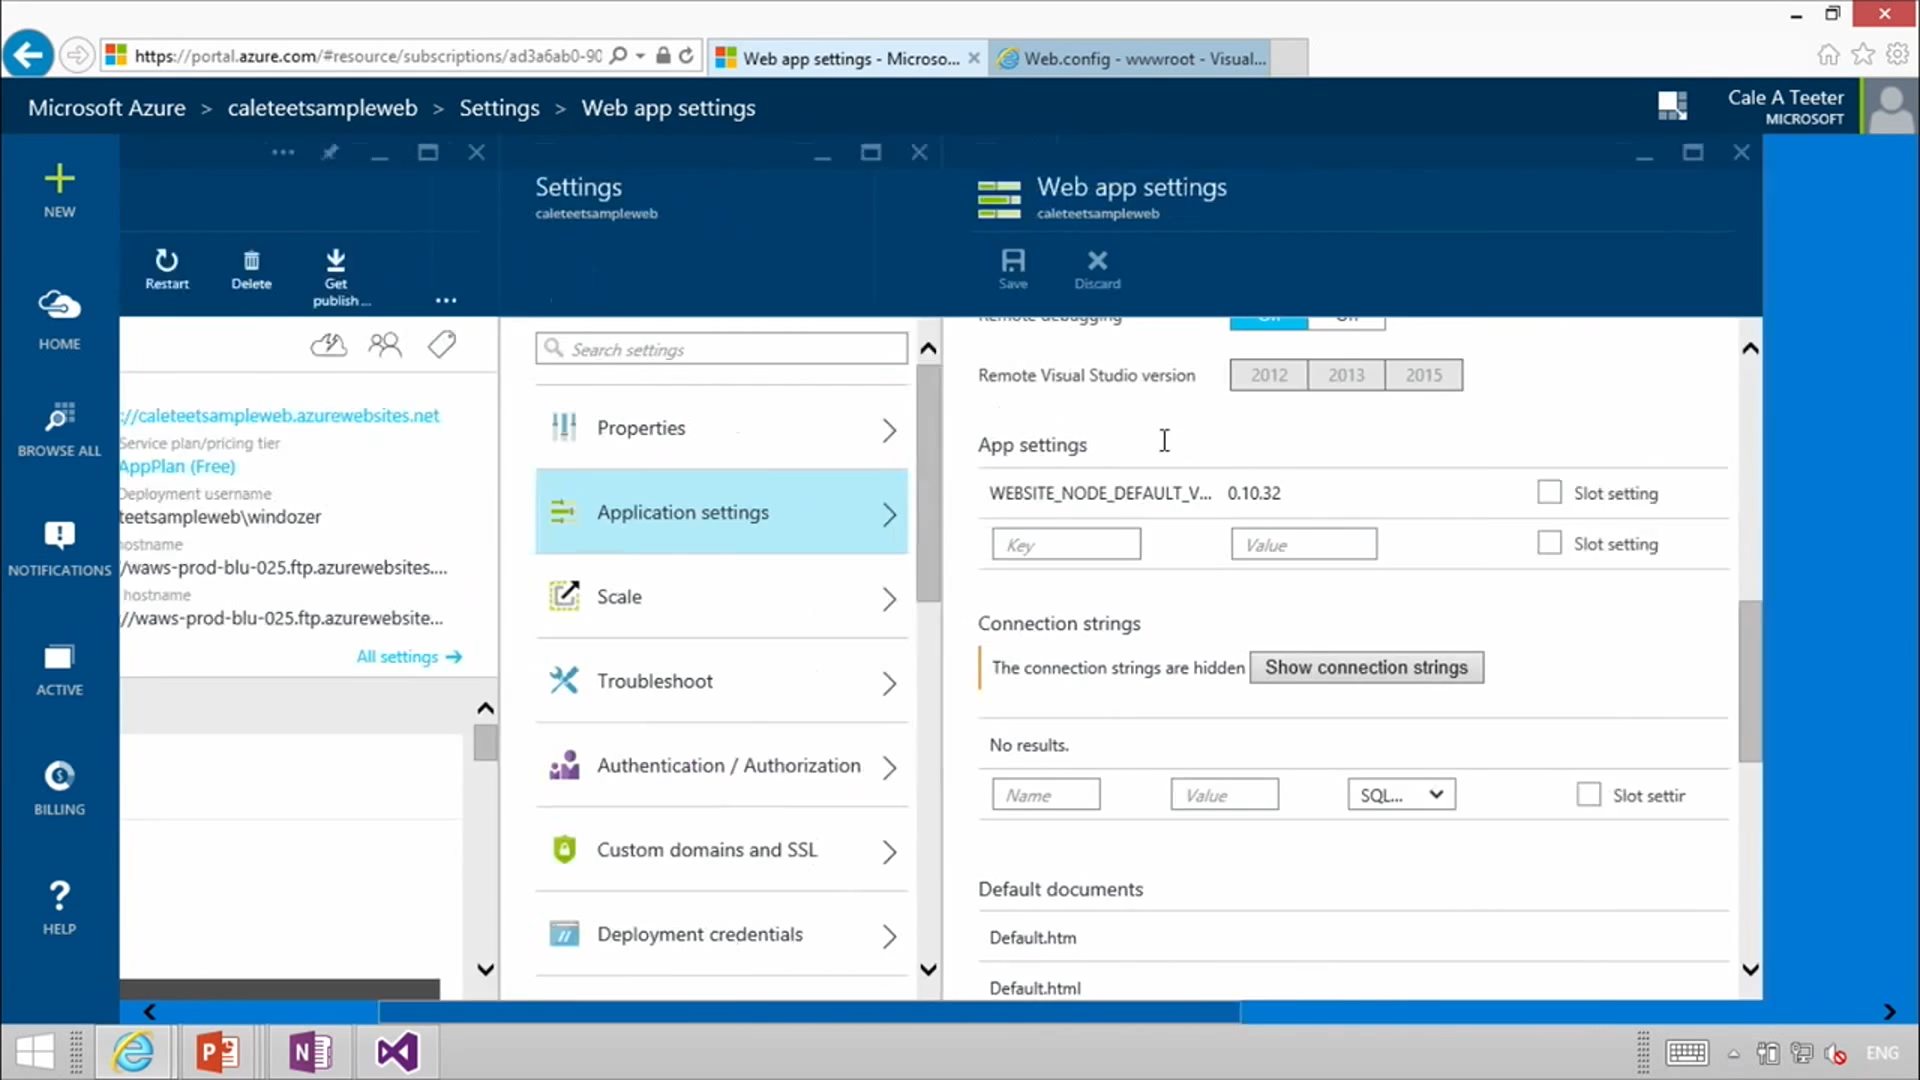 https://portal.azure.com/#resource/subscriptions/ad3a6ab0-90
Web app settings - Microso...
Web.config - wwwroot - Visual...
Microsoft Azure > caleteetsampleweb > Settings > Web app settings
Cale A Teeter
MICROSOFT
NEW
HOME
BROWSE ALL
NOTIFICATIONS
ACTIVE
BILLING
HELP
Restart
Delete
Get
publish...
://caleteetsampleweb.azurewebsites.net
Service plan/pricing tier
AppPlan (Free)
Deployment username
teetsampleweb\windozer
hostname
/waws-prod-blu-025.ftp.azurewebsites....
hostname
//waws-prod-blu-025.ftp.azurewebsite...
All settings
Settings
caleteetsampleweb
Search settings
Properties
Application settings
Scale
Troubleshoot
Authentication / Authorization
Custom domains and SSL
Deployment credentials
Web app settings
caleteetsampleweb
Save
Discard
Remote debugging
Remote Visual Studio version
2012
2013
2015
App settings
WEBSITE_NODE_DEFAULT_V...
0.10.32
Slot setting
Key
Value
Slot setting
Connection strings
The connection strings are hidden
Show connection strings
No results.
Name
Value
SQL...
Slot settir
Default documents
Default.htm
Default.html
ENG